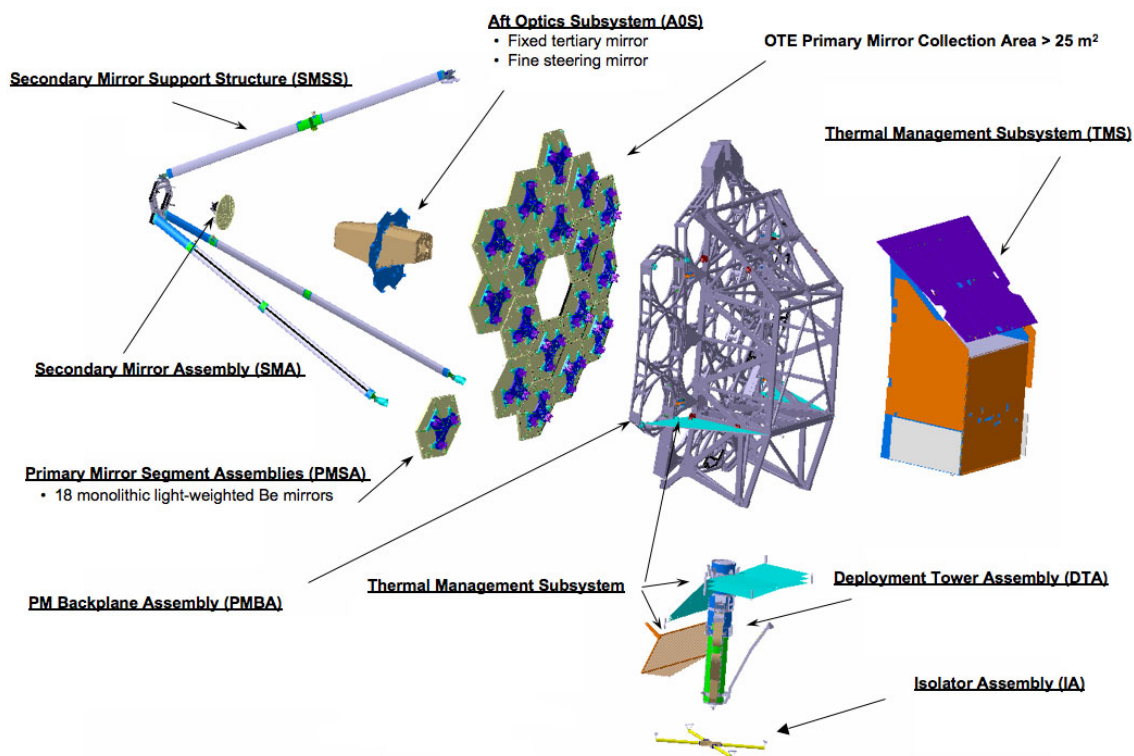 Aft Optics Subsystem (A0S)
• Fixed tertiary mirror
• Fine steering mirror
OTE Primary Mirror Collection Area > 25 m²
Secondary Mirror Support Structure (SMSS)
Thermal Management Subsystem (TMS)
Secondary Mirror Assembly (SMA)
Primary Mirror Segment Assemblies (PMSA)
• 18 monolithic light-weighted Be mirrors
Thermal Management Subsystem
Deployment Tower Assembly (DTA)
PM Backplane Assembly (PMBA)
Isolator Assembly (IA)